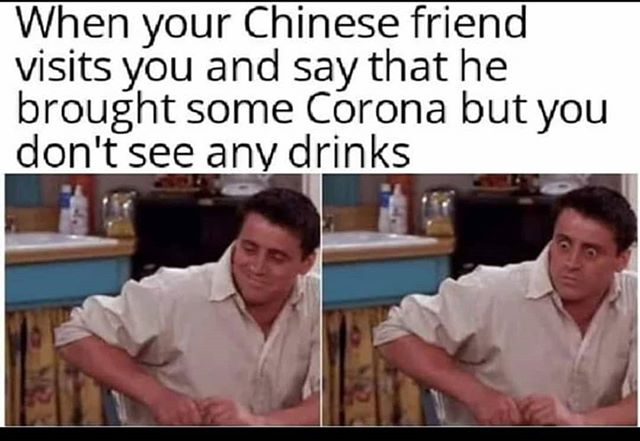 When your Chinese friend
visits you and say that he
brought some Corona but you
don't see any drinks